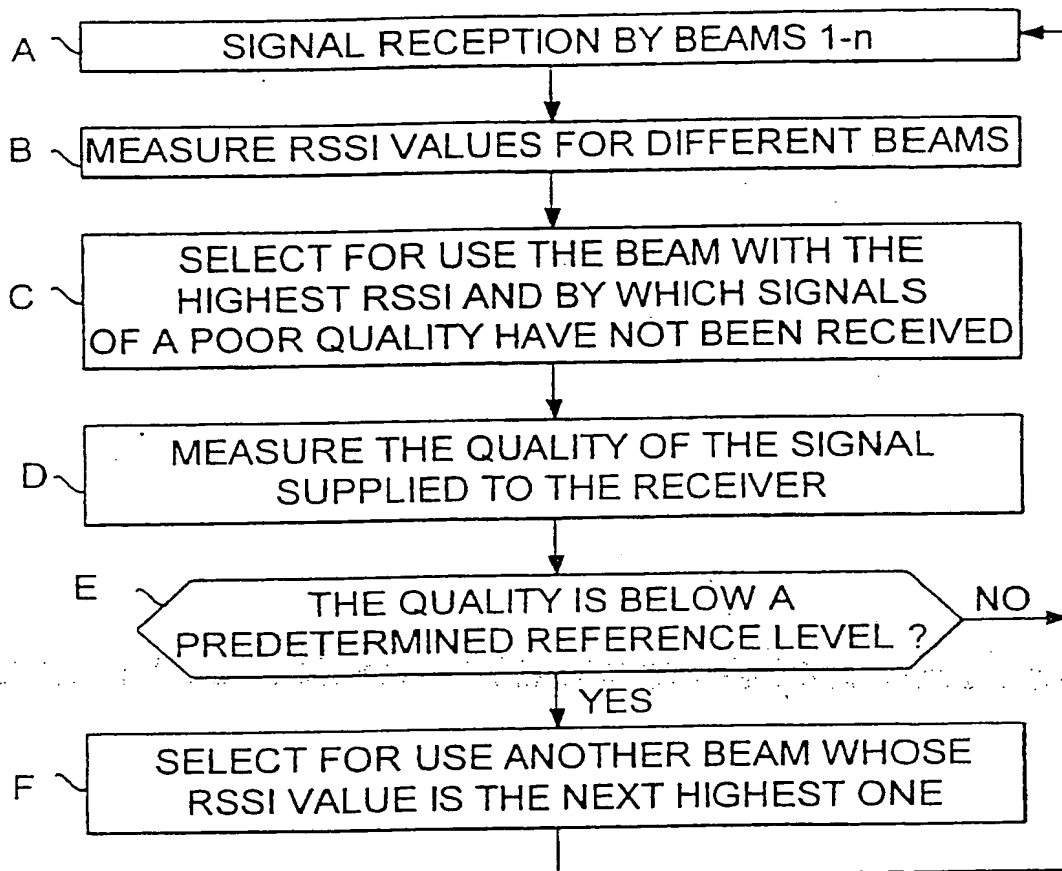 A
SIGNAL RECEPTION BY BEAMS 1-n
B
MEASURE RSSI VALUES FOR DIFFERENT BEAMS
C
SELECT FOR USE THE BEAM WITH THE
HIGHEST RSSI AND BY WHICH SIGNALS
OF A POOR QUALITY HAVE NOT BEEN RECEIVED
D
MEASURE THE QUALITY OF THE SIGNAL
SUPPLIED TO THE RECEIVER
E
THE QUALITY IS BELOW A
PREDETERMINED REFERENCE LEVEL ?
NO
YES
F
SELECT FOR USE ANOTHER BEAM WHOSE
RSSI VALUE IS THE NEXT HIGHEST ONE